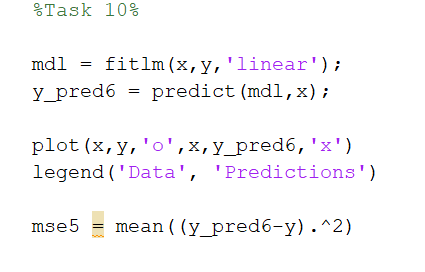 %Task 10%
mdl = fitlm(x,y,'linear');
y_pred6 = predict(mdl,x);
plot(x,y,'o',x,y_pred6,'x')
legend('Data', 'Predictions')
mse5 = mean((y_pred6-y).^2)